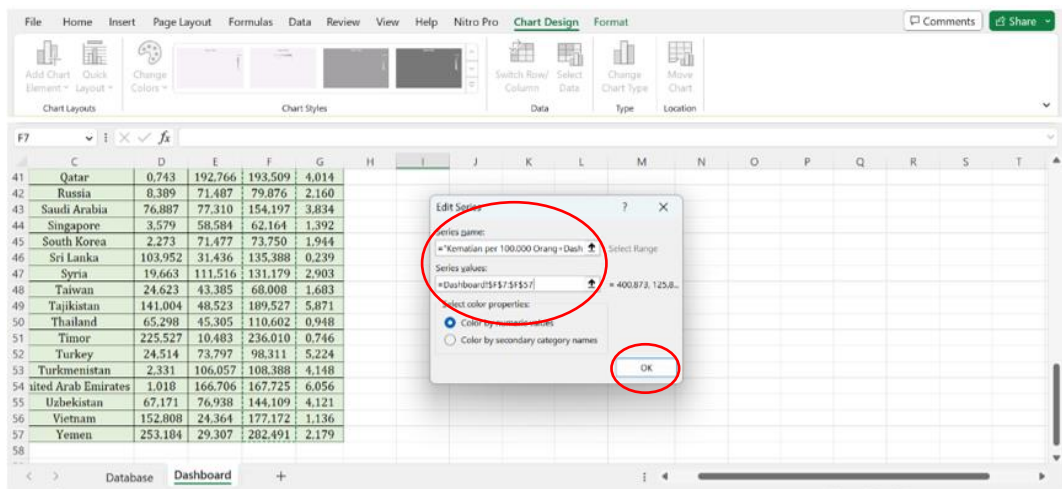 File Home Insert Page Layout Formulas Data Review View Help Nitro Pro Chart Design Format Comments Share
Add Chart Element Quick Layout Change Colors Switch Row/ Column Select Data Change Chart Type Move Chart
Chart Layouts Chart Styles Data Type Location
F7 fx
C D E F G H I J K L M N O P Q R S T
41 Qatar 0,743 192,766 193,509 4,014
42 Russia 8,389 71,487 79,876 2,160
43 Saudi Arabia 76,887 77,310 154,197 3,834
44 Singapore 3,579 58,584 62,164 1,392
45 South Korea 2,273 71,477 73,750 1,944
46 Sri Lanka 103,952 31,436 135,388 0,239
47 Syria 19,663 111,516 131,179 2,903
48 Taiwan 24,623 43,385 68,008 1,683
49 Tajikistan 141,004 48,523 189,527 5,871
50 Thailand 65,298 45,305 110,602 0,948
51 Timor 225,527 10,483 236,010 0,746
52 Turkey 24,514 73,797 98,311 5,224
53 Turkmenistan 2,331 106,057 108,388 4,148
54 nited Arab Emirates 1,018 166,706 167,725 6,056
55 Uzbekistan 67,171 76,938 144,109 4,121
56 Vietnam 152,808 24,364 177,172 1,136
57 Yemen 253,184 29,307 282,491 2,179
58
Edit Series ? ×
Series name:
="Kematian per 100.000 Orang"+Dash Select Range
Series values:
=Dashboard!$F$7:$F$57 = 400,873, 125,8...
Select color properties:
Color by numeric values
Color by secondary category names
OK
Database Dashboard +